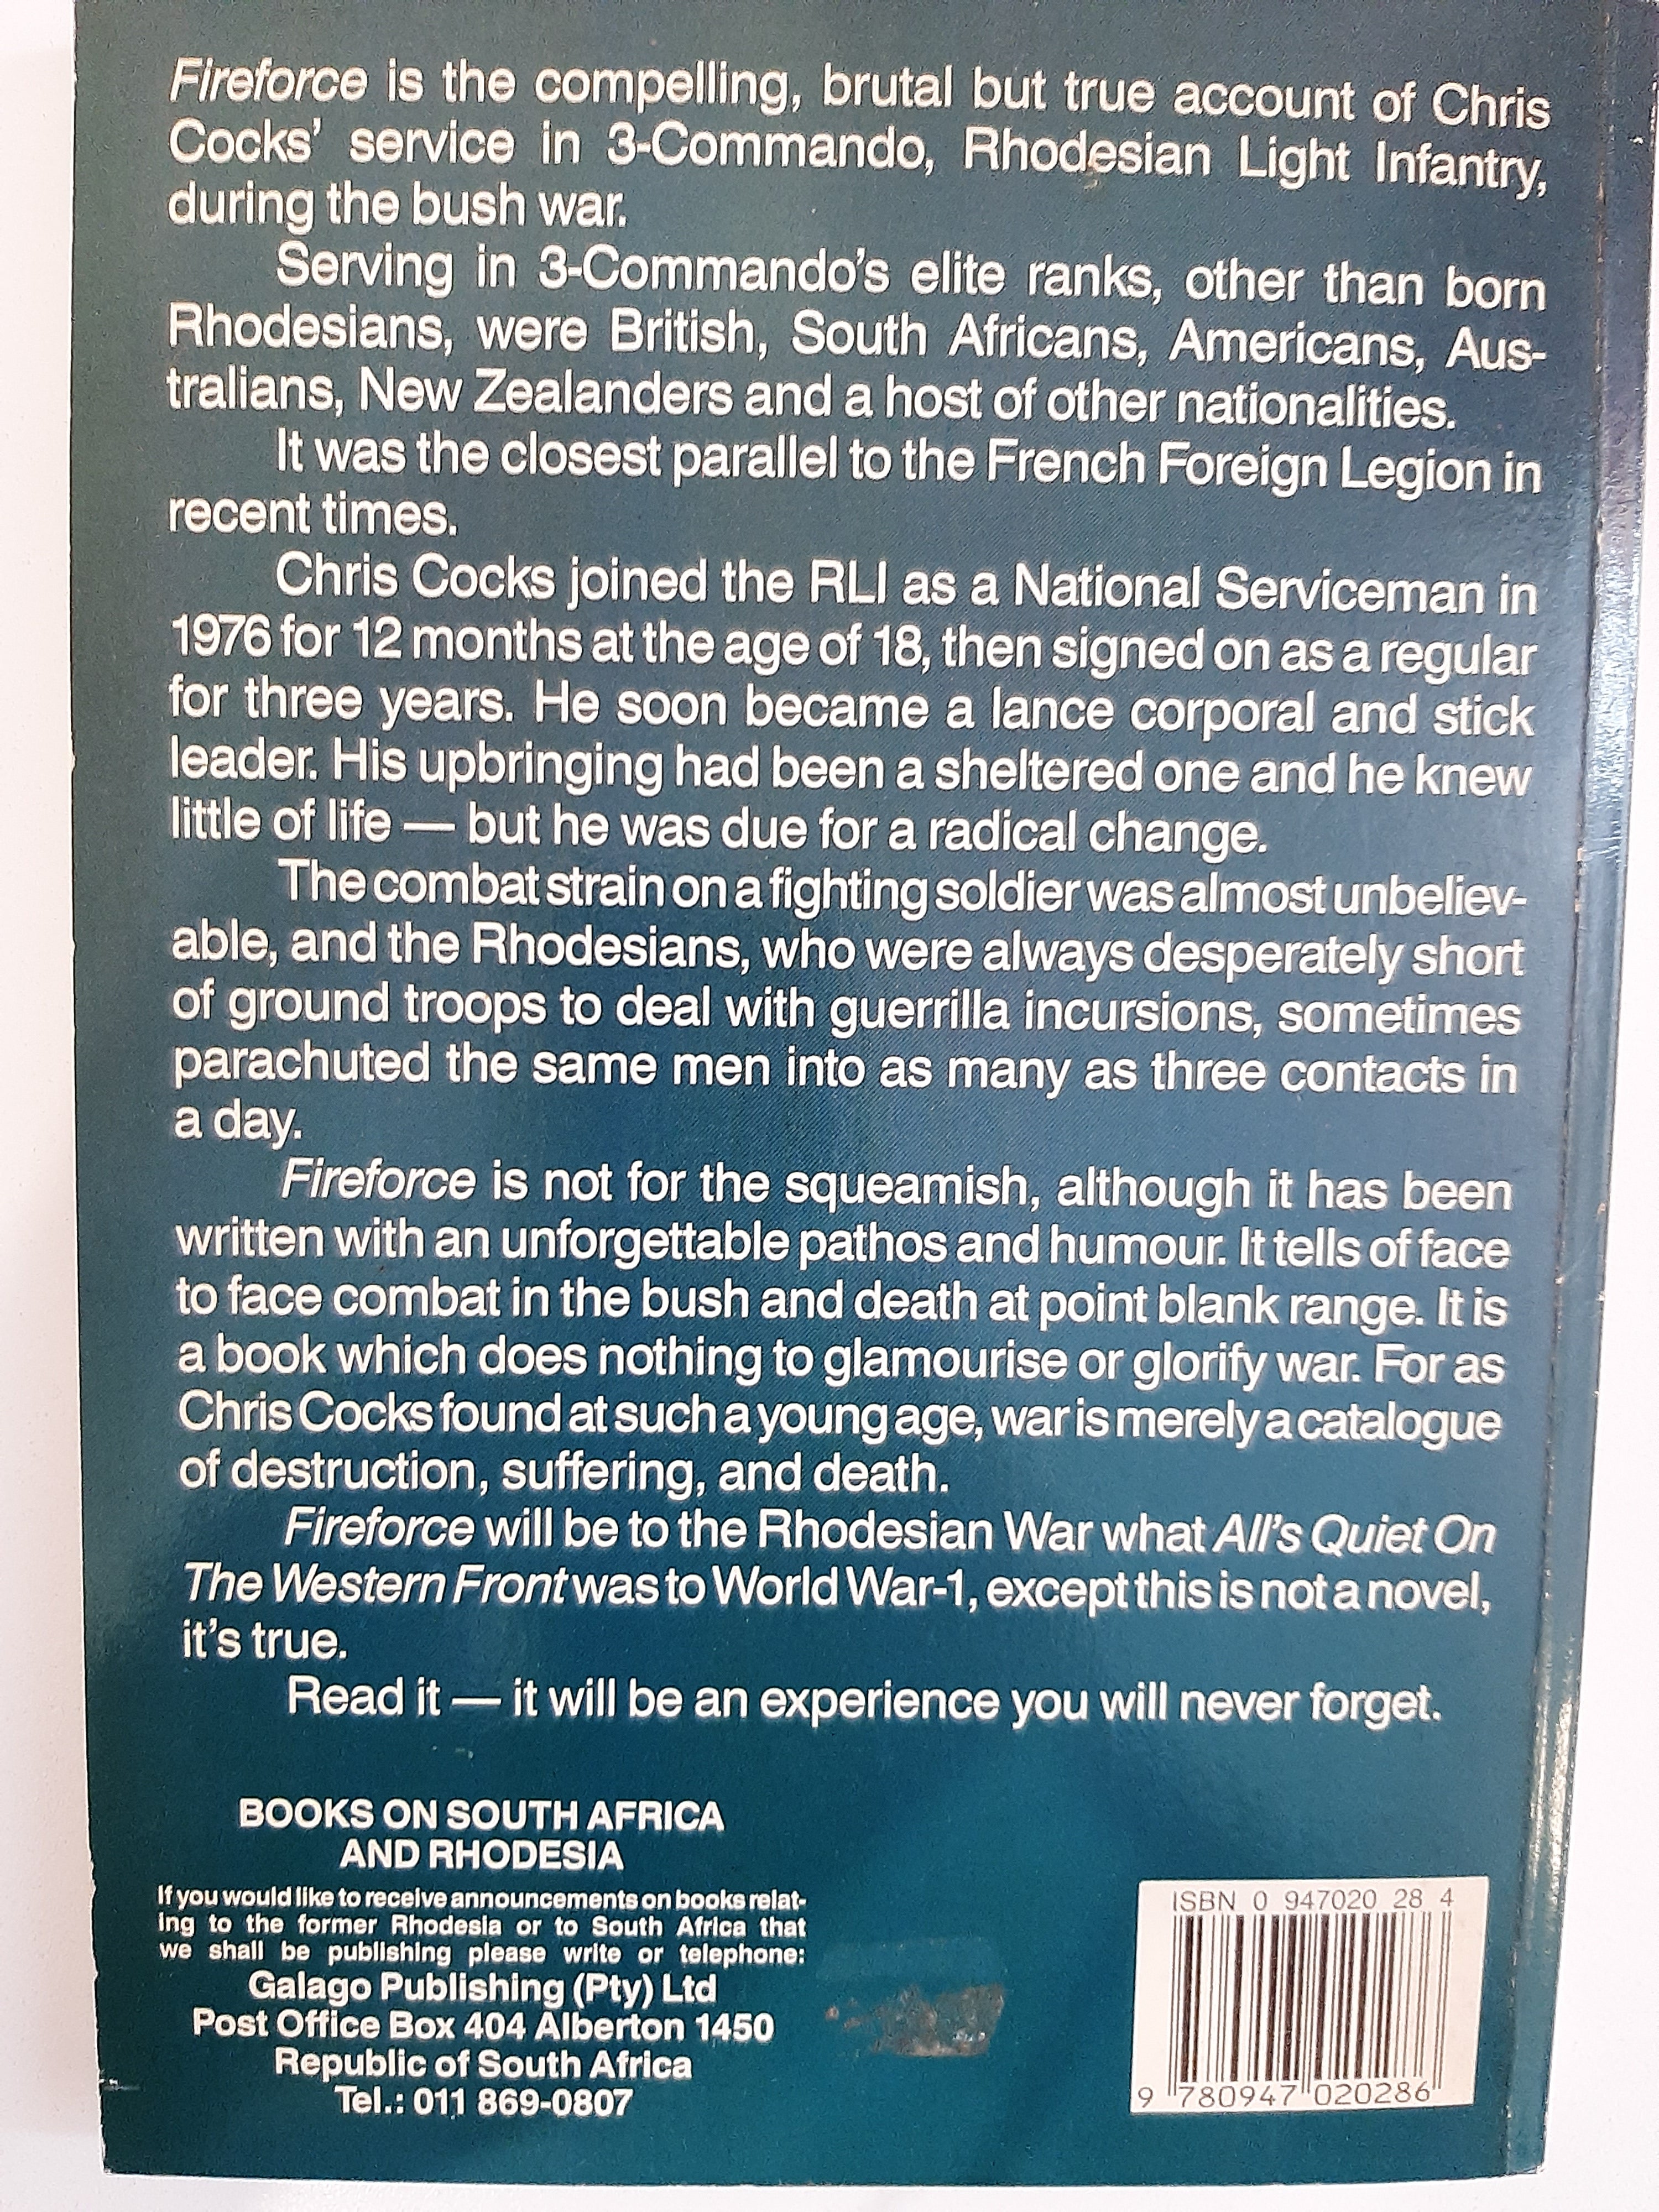 Fireforce is the compelling, brutal but true account of Chris
Cocks' service in 3-Commando, Rhodesian Light Infantry,
during the bush war.
Serving in 3-Commando's elite ranks, other than born
Rhodesians, were British, South Africans, Americans, Aus-
tralians, New Zealanders and a host of other nationalities.
It was the closest parallel to the French Foreign Legion in
recent times.
Chris Cocks joined the RLI as a National Serviceman in
1976 for 12 months at the age of 18, then signed on as a regular
for three years. He soon became a lance corporal and stick
leader. His upbringing had been a sheltered one and he knew
little of life — but he was due for a radical change.
The combat strain on a fighting soldier was almost unbeliev-
able, and the Rhodesians, who were always desperately short
of ground troops to deal with guerrilla incursions, sometimes
parachuted the same men into as many as three contacts in
a day.
Fireforce is not for the squeamish, although it has been
written with an unforgettable pathos and humour. It tells of face
to face combat in the bush and death at point blank range. It is
a book which does nothing to glamourise or glorify war. For as
Chris Cocks found at such a young age, war is merely a catalogue
of destruction, suffering, and death.
Fireforce will be to the Rhodesian War what All's Quiet On
The Western Front was to World War-1, except this is not a novel,
it's true.
Read it — it will be an experience you will never forget.
BOOKS ON SOUTH AFRICA
AND RHODESIA
If you would like to receive announcements on books relat-
ing to the former Rhodesia or to South Africa that
we shall be publishing please write or telephone:
Galago Publishing (Pty) Ltd
Post Office Box 404 Alberton 1450
Republic of South Africa
Tel.: 011 869-0807
ISBN 0 947020 28 4
9 780947 020286